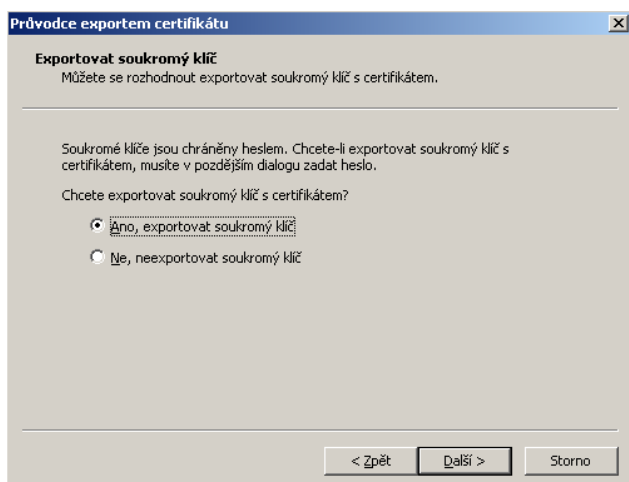 Průvodce exportem certifikátu
Exportovat soukromý klíč
Můžete se rozhodnout exportovat soukromý klíč s certifikátem.
Soukromé klíče jsou chráněny heslem. Chcete-li exportovat soukromý klíč s
certifikátem, musíte v pozdějším dialogu zadat heslo.
Chcete exportovat soukromý klíč s certifikátem?
Ano, exportovat soukromý klíč
Ne, neexportovat soukromý klíč
< Zpět Další > Storno